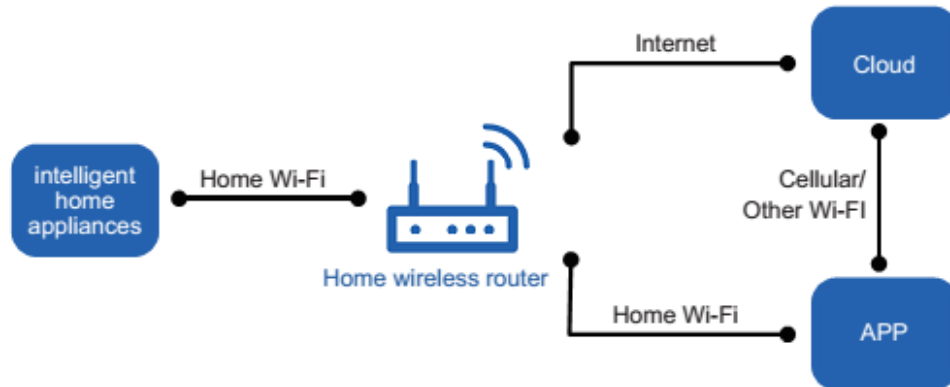 Internet
Cloud
intelligent
home
appliances
Home Wi-Fi
Cellular/
Other Wi-FI
Home wireless router
Home Wi-Fi
APP